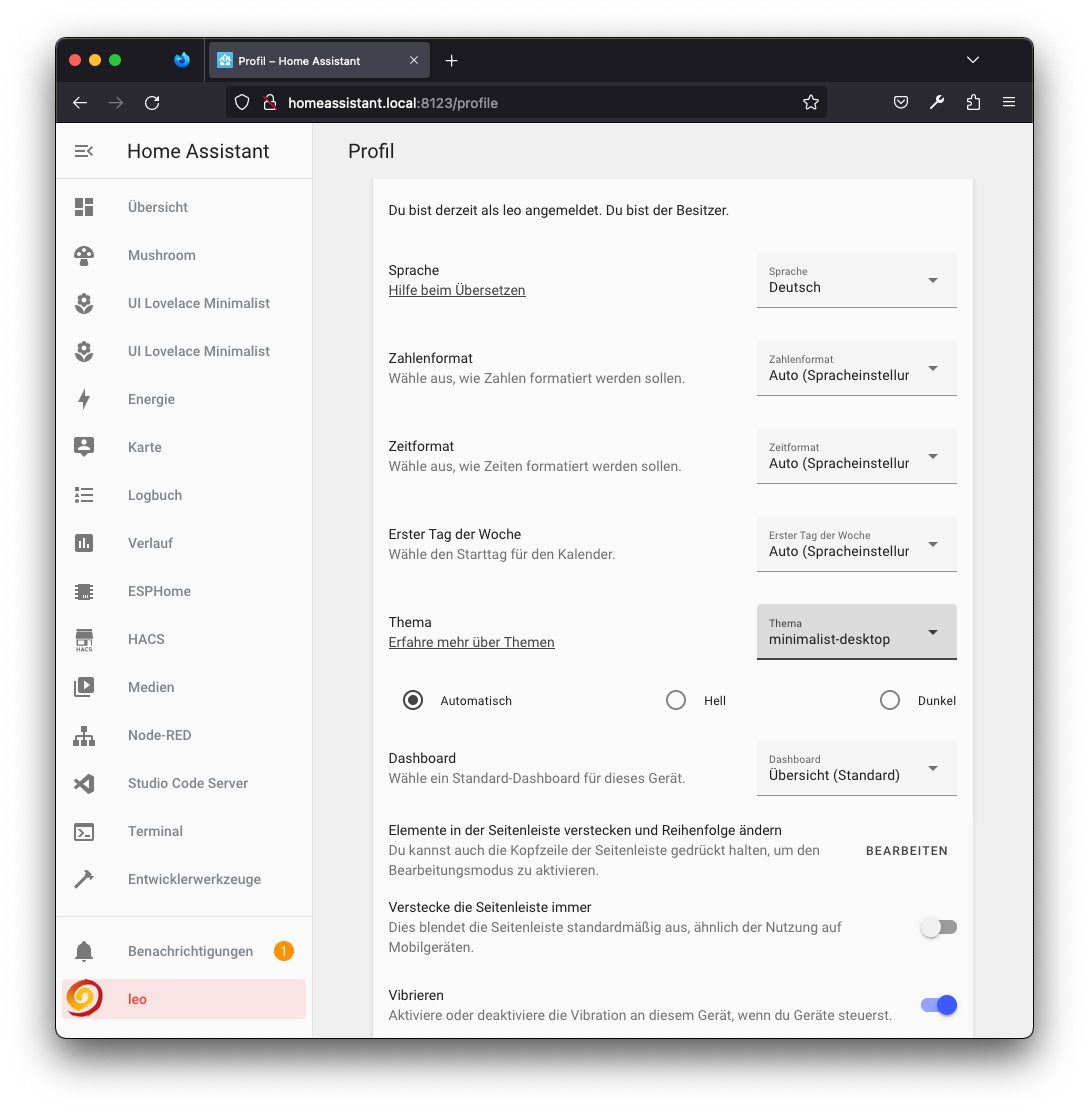 Profil – Home Assistant
homeassistant.local:8123/profile
Home Assistant
Profil
Übersicht
Mushroom
UI Lovelace Minimalist
UI Lovelace Minimalist
Energie
Karte
Logbuch
Verlauf
ESPHome
HACS
HACS
Medien
Node-RED
Studio Code Server
Terminal
Entwicklerwerkzeuge
Benachrichtigungen 1
leo
Du bist derzeit als leo angemeldet. Du bist der Besitzer.
Sprache
Hilfe beim Übersetzen
Sprache
Deutsch
Zahlenformat
Wähle aus, wie Zahlen formatiert werden sollen.
Zahlenformat
Auto (Spracheinstellur
Zeitformat
Wähle aus, wie Zeiten formatiert werden sollen.
Zeitformat
Auto (Spracheinstellur
Erster Tag der Woche
Wähle den Starttag für den Kalender.
Erster Tag der Woche
Auto (Spracheinstellur
Thema
Erfahre mehr über Themen
Thema
minimalist-desktop
Automatisch Hell Dunkel
Dashboard
Wähle ein Standard-Dashboard für dieses Gerät.
Dashboard
Übersicht (Standard)
Elemente in der Seitenleiste verstecken und Reihenfolge ändern
Du kannst auch die Kopfzeile der Seitenleiste gedrückt halten, um den
Bearbeitungsmodus zu aktivieren.
BEARBEITEN
Verstecke die Seitenleiste immer
Dies blendet die Seitenleiste standardmäßig aus, ähnlich der Nutzung auf
Mobilgeräten.
Vibrieren
Aktiviere oder deaktiviere die Vibration an diesem Gerät, wenn du Geräte steuerst.